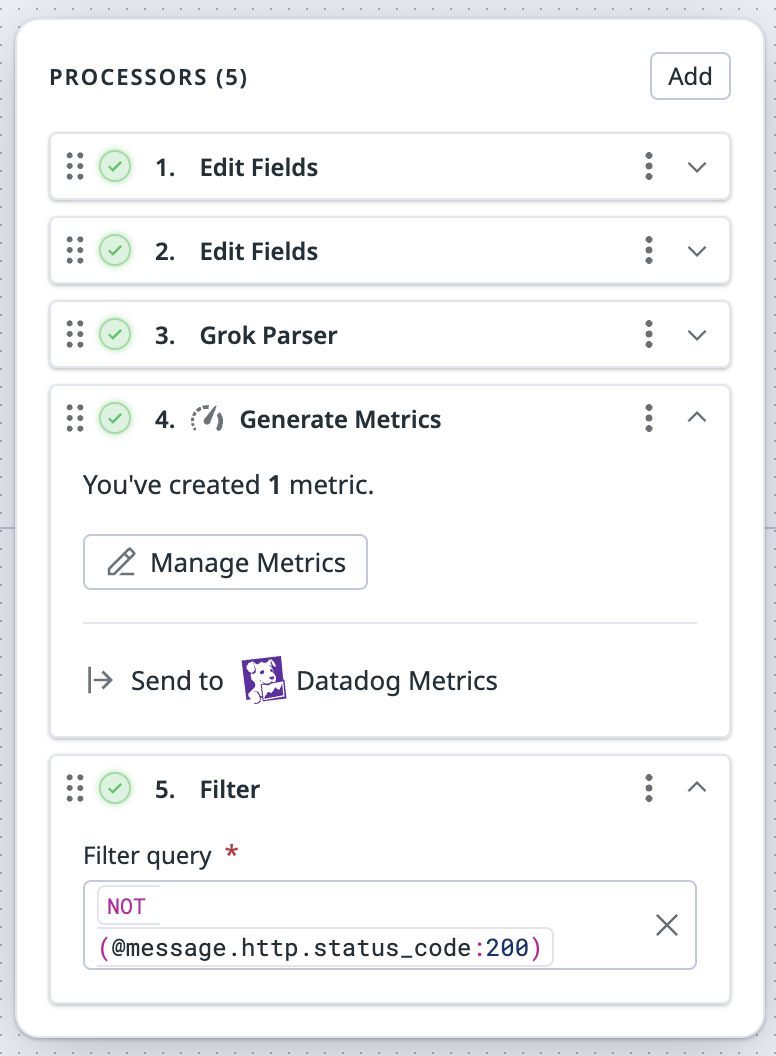 PROCESSORS (5)
Add
1. Edit Fields
2. Edit Fields
3. Grok Parser
4. Generate Metrics
You've created 1 metric.
Manage Metrics
Send to Datadog Metrics
5. Filter
Filter query *
NOT
(@message.http.status_code:200)